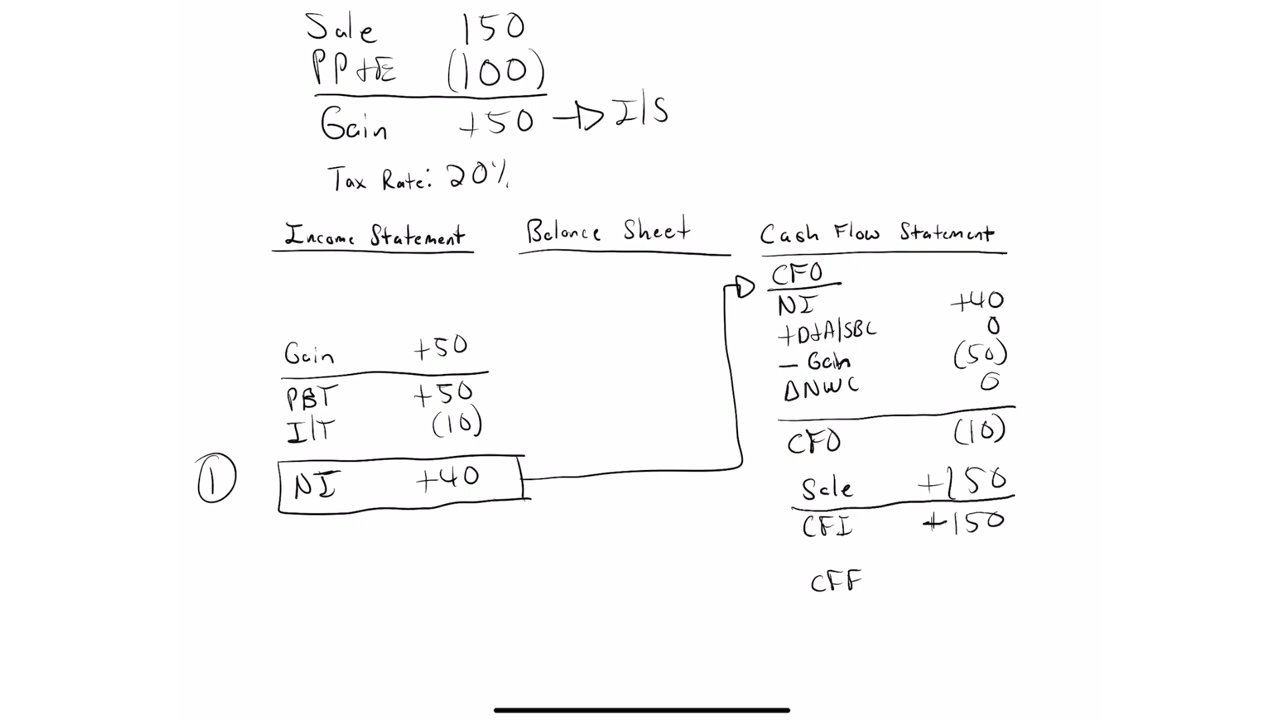 Sale 150
PP+E (100)
Gain +50 → I/S
Tax Rate: 20%
Income Statement Balance Sheet Cash Flow Statement
CFO
NI +40
+D+A/SBC 0
Gain +50
- Gain (50)
PBT +50
ΔNWC 0
I/T (10)
CFO (10)
① NI +40
Sale +150
CFI +150
CFF